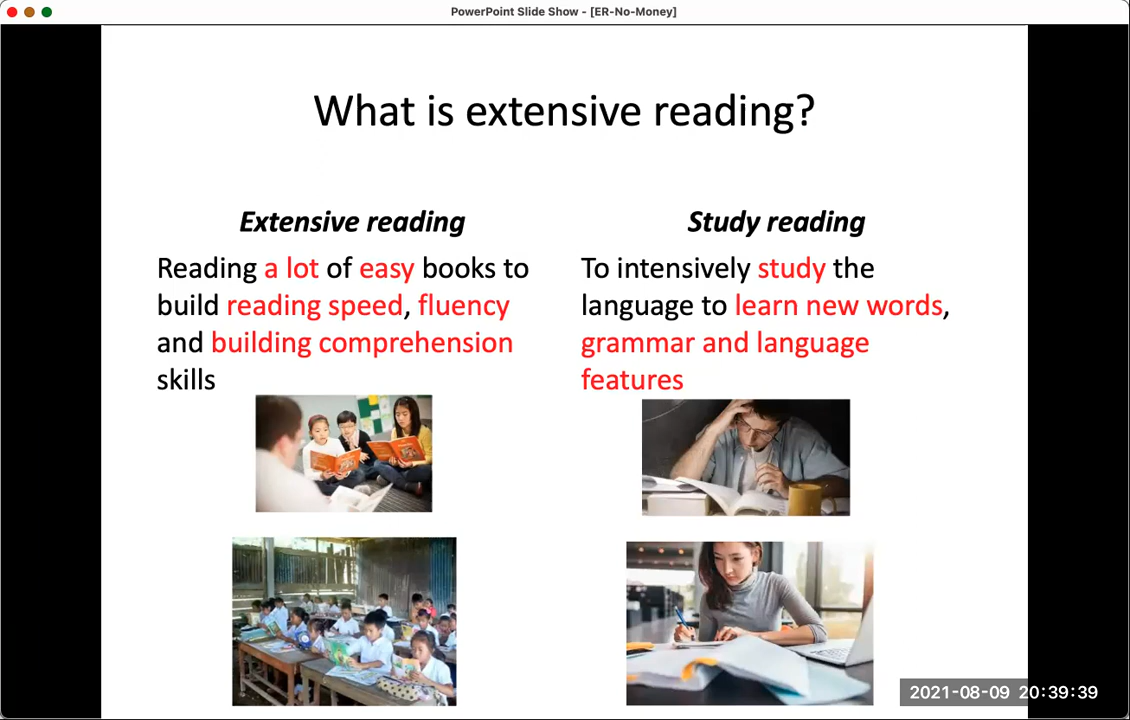 PowerPoint Slide Show - [ER-No-Money]
What is extensive reading?
Extensive reading
Reading a lot of easy books to
build reading speed, fluency
and building comprehension
skills
Study reading
To intensively study the
language to learn new words,
grammar and language
features
2021-08-09 20:39:39